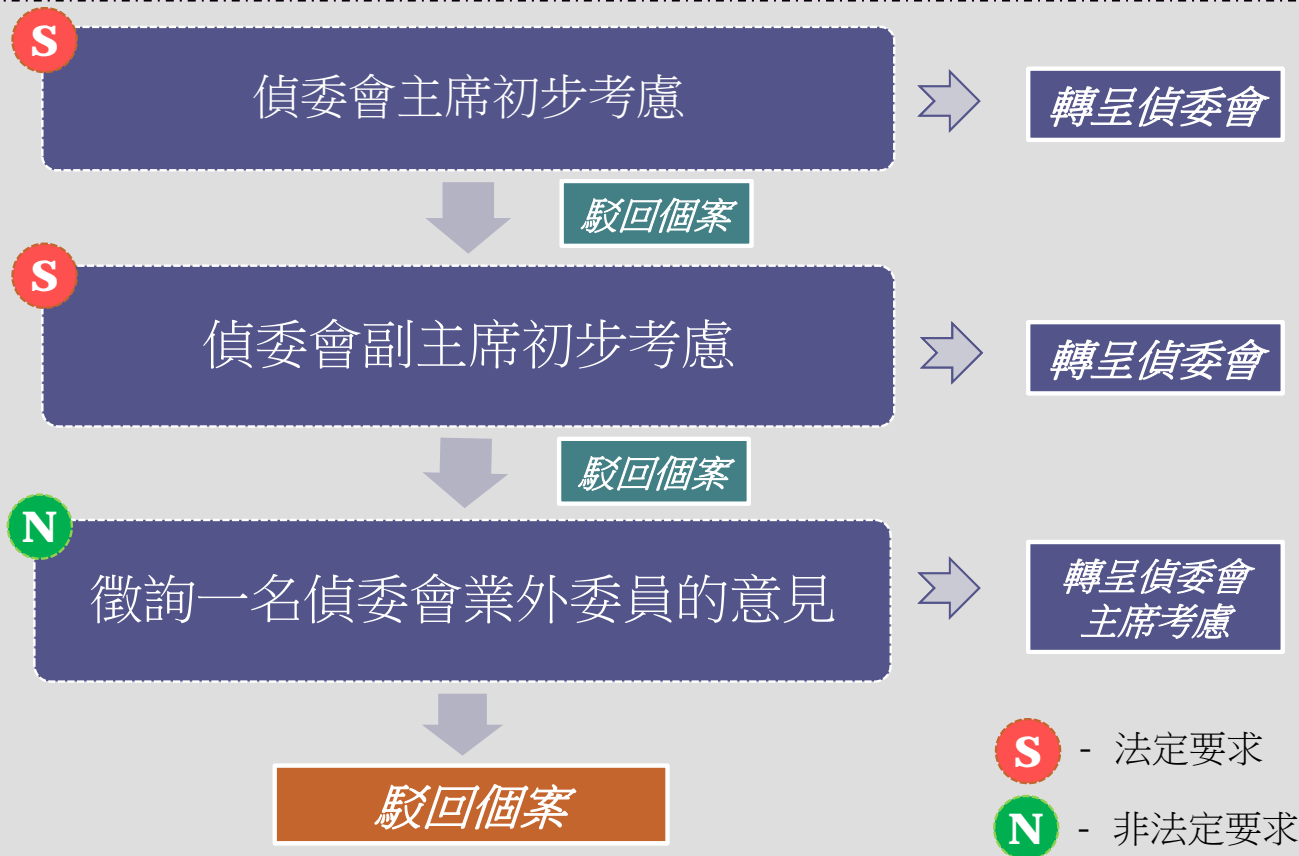 S
偵委會主席初步考慮
轉呈偵委會
駁回個案
S
偵委會副主席初步考慮
轉呈偵委會
駁回個案
N
徵詢一名偵委會業外委員的意見
轉呈偵委會
主席考慮
駁回個案
S - 法定要求
N - 非法定要求